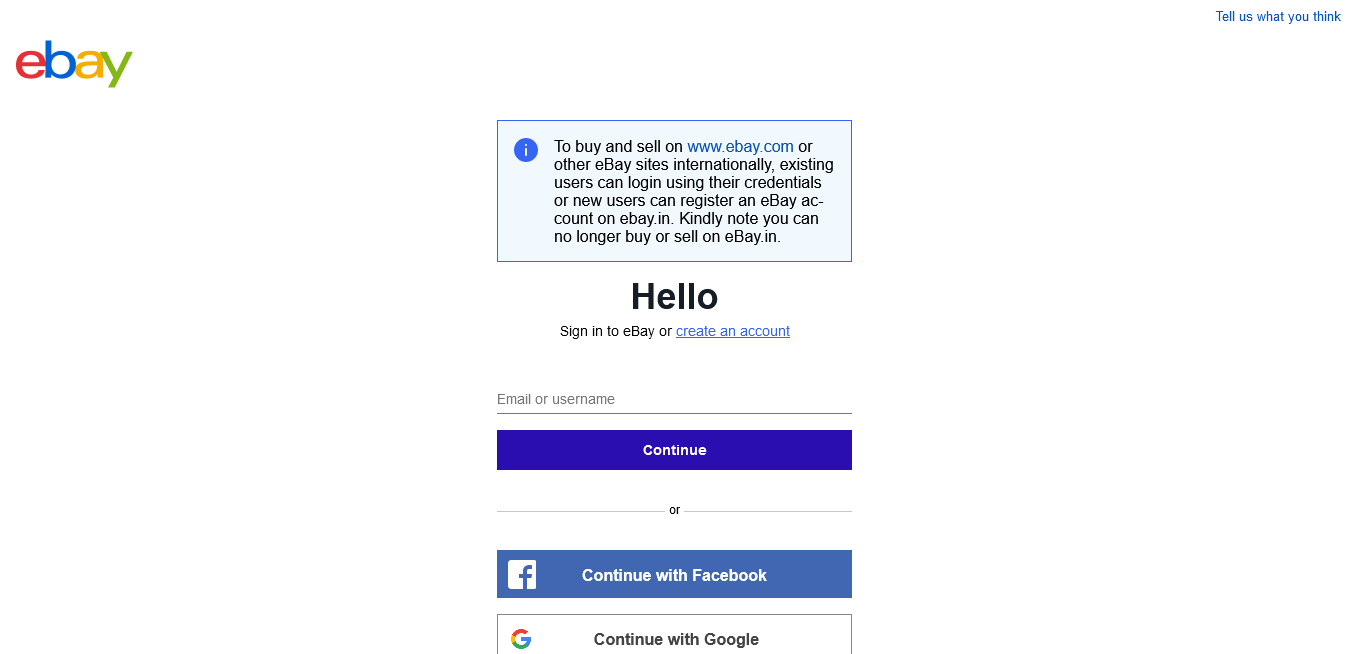 Tell us what you think
ebay
To buy and sell on www.ebay.com or
other eBay sites internationally, existing
users can login using their credentials
or new users can register an eBay ac-
count on ebay.in. Kindly note you can
no longer buy or sell on eBay.in.
Hello
Sign in to eBay or create an account
Email or username
Continue
or
Continue with Facebook
Continue with Google